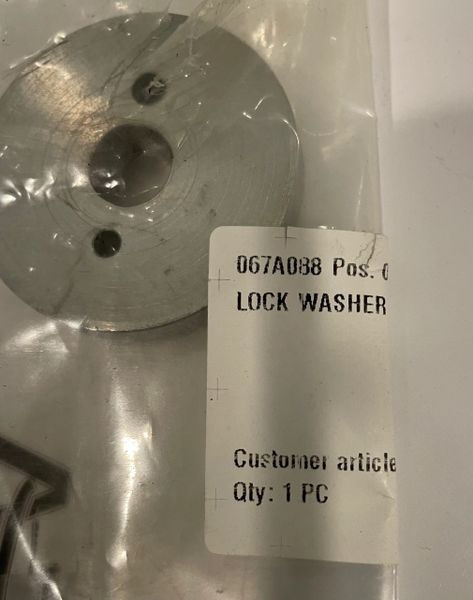 067A088 Pos.
LOCK WASHER
Customer article
Qty: 1 PC